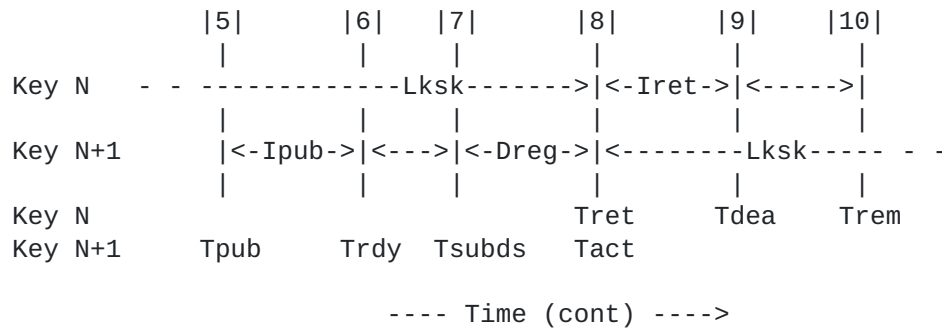 |5|      |6|   |7|      |8|      |9|    |10|
             |        |     |        |        |       |
Key N   - - -------------Lksk------->|<-Iret->|<----->|
             |        |     |        |        |       |
Key N+1      |<-Ipub->|<--->|<-Dreg->|<--------Lksk----- - -
             |        |     |        |        |       |
Key N                               Tret     Tdea    Trem
Key N+1     Tpub     Trdy  Tsubds   Tact

                        ---- Time (cont) ---->